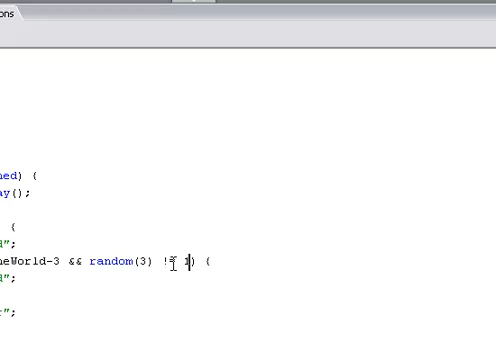 ons
ned) {
ay();
{
d";
neWorld-3 && random(3) != 1) {
d";
r";